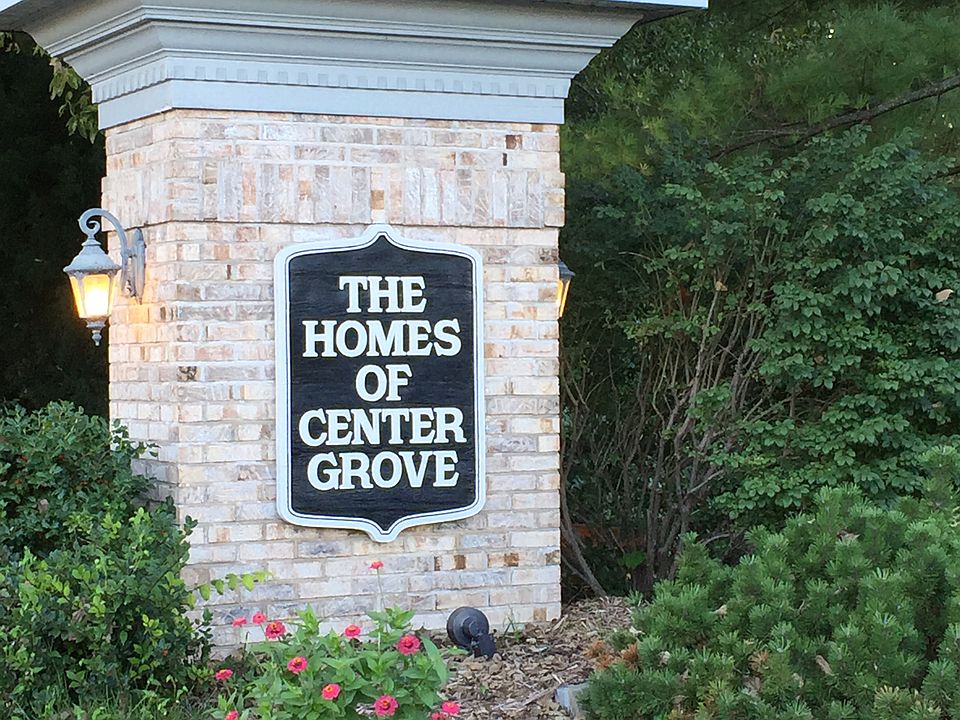 THE
HOMES
OF
CENTER
GROVE